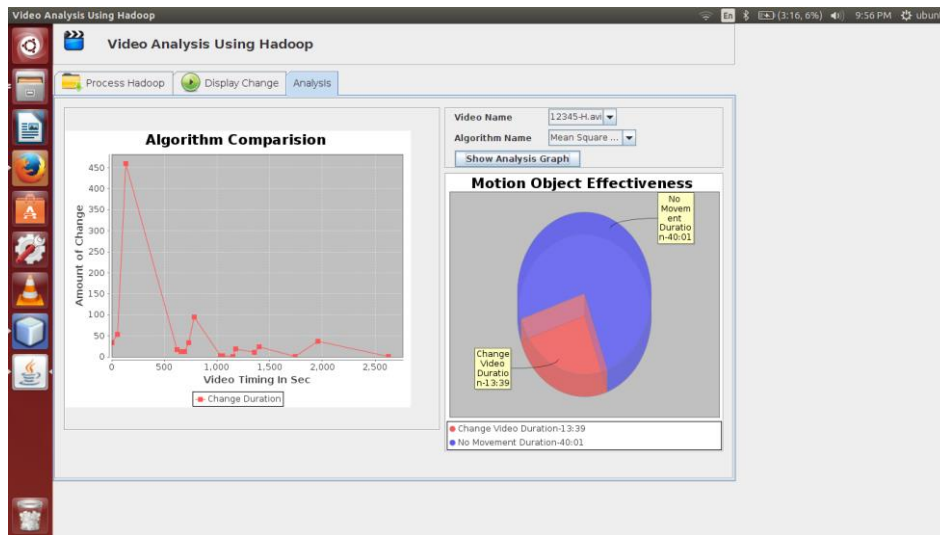 Video Analysis Using Hadoop
En (3:16, 6%) 9:56 PM ubun
Video Analysis Using Hadoop
Process Hadoop Display Change Analysis
Algorithm Comparision
450
400
350
300
250
200
150
100
50
0
Amount of Change
0 500 1,000 1,500 2,000 2,500
Video Timing In Sec
Change Duration
Video Name 12345-H.avi
Algorithm Name Mean Square ...
Show Analysis Graph
Motion Object Effectiveness
No
Movem
ent
Duratio
n-40:01
Change
Video
Duratio
n-13:39
Change Video Duration-13:39
No Movement Duration-40:01